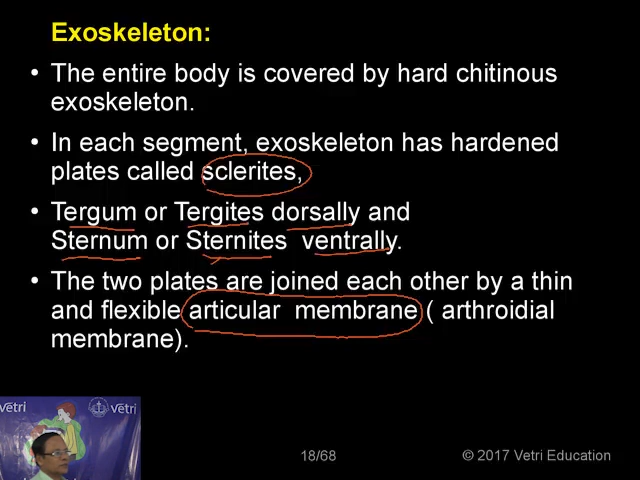 Exoskeleton:
• The entire body is covered by hard chitinous
exoskeleton.
• In each segment, exoskeleton has hardened
plates called sclerites,
• Tergum or Tergites dorsally and
Sternum or Sternites ventrally.
• The two plates are joined each other by a thin
and flexible articular membrane ( arthroidial
membrane).
vetri
vetri
18/68
© 2017 Vetri Education